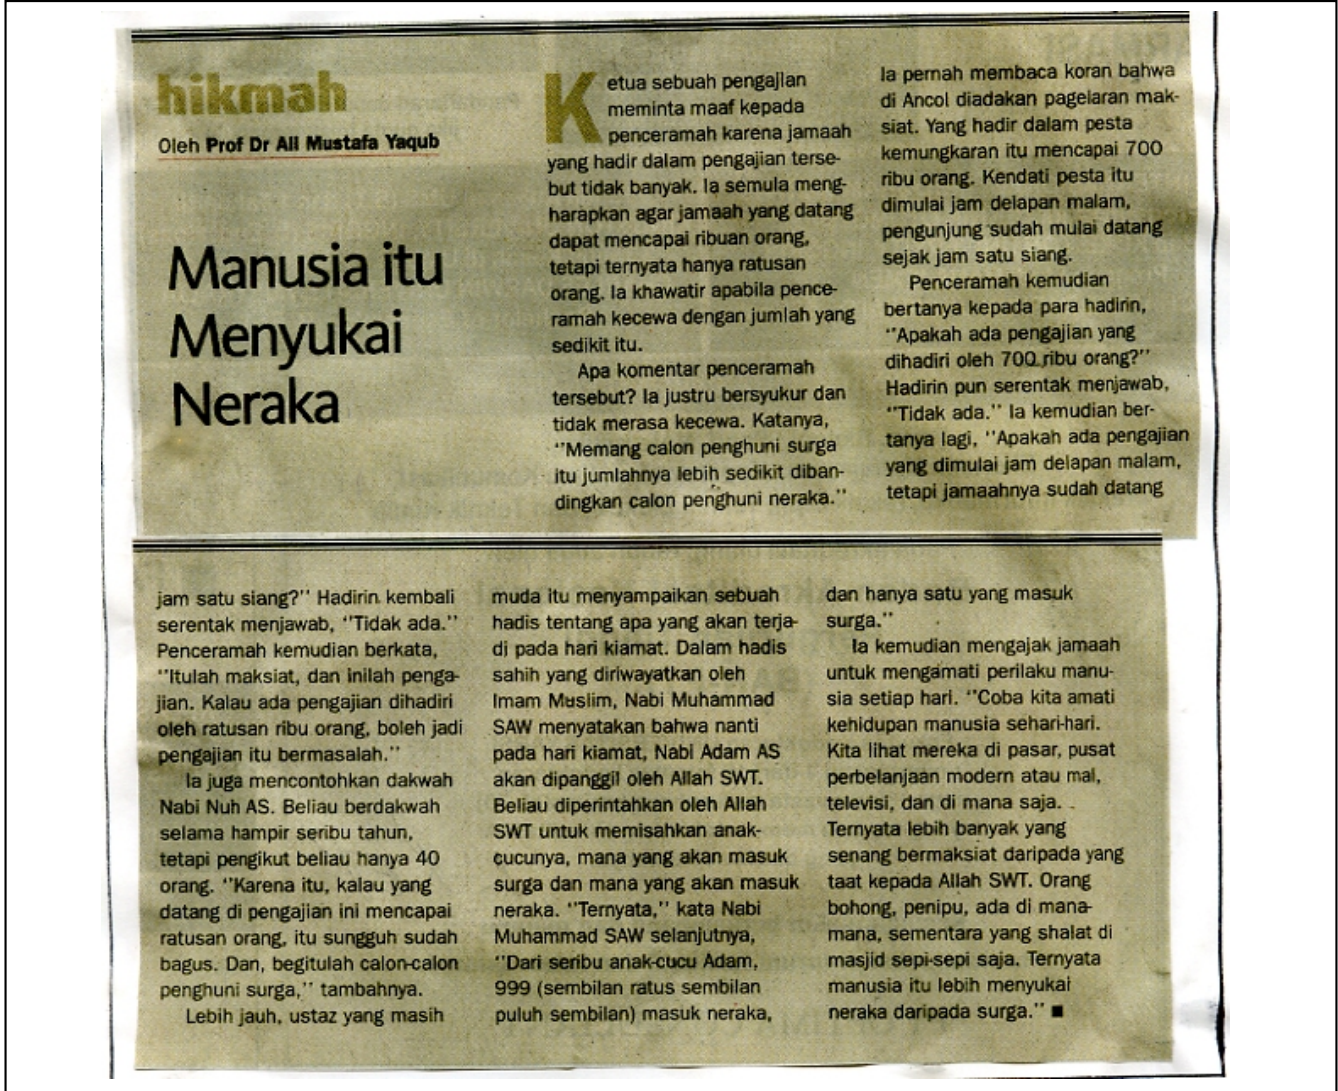 hikmah
Oleh Prof Dr Ali Mustafa Yaqub
Manusia itu
Menyukai
Neraka
Ketua sebuah pengajian
meminta maaf kepada
penceramah karena jamaah
yang hadir dalam pengajian terse-
but tidak banyak. Ia semula meng-
harapkan agar jamaah yang datang
dapat mencapai ribuan orang,
tetapi ternyata hanya ratusan
orang. Ia khawatir apabila pence-
ramah kecewa dengan jumlah yang
sedikit itu.
Apa komentar penceramah
tersebut? Ia justru bersyukur dan
tidak merasa kecewa. Katanya,
''Memang calon penghuni surga
itu jumlahnya lebih sedikit diban-
dingkan calon penghuni neraka.''
Ia pernah membaca koran bahwa
di Ancol diadakan pagelaran mak-
siat. Yang hadir dalam pesta
kemungkaran itu mencapai 700
ribu orang. Kendati pesta itu
dimulai jam delapan malam,
pengunjung sudah mulai datang
sejak jam satu siang.
Penceramah kemudian
bertanya kepada para hadirin,
''Apakah ada pengajian yang
dihadiri oleh 700 ribu orang?''
Hadirin pun serentak menjawab,
''Tidak ada.'' Ia kemudian ber-
tanya lagi, ''Apakah ada pengajian
yang dimulai jam delapan malam,
tetapi jamaahnya sudah datang
jam satu siang?'' Hadirin kembali
serentak menjawab, ''Tidak ada.''
Penceramah kemudian berkata,
''Itulah maksiat, dan inilah penga-
jian. Kalau ada pengajian dihadiri
oleh ratusan ribu orang, boleh jadi
pengajian itu bermasalah.''
Ia juga mencontohkan dakwah
Nabi Nuh AS. Beliau berdakwah
selama hampir seribu tahun,
tetapi pengikut beliau hanya 40
orang. ''Karena itu, kalau yang
datang di pengajian ini mencapai
ratusan orang, itu sungguh sudah
bagus. Dan, begitulah calon-calon
penghuni surga,'' tambahnya.
Lebih jauh, ustaz yang masih
muda itu menyampaikan sebuah
hadis tentang apa yang akan terja-
di pada hari kiamat. Dalam hadis
sahih yang diriwayatkan oleh
Imam Muslim, Nabi Muhammad
SAW menyatakan bahwa nanti
pada hari kiamat, Nabi Adam AS
akan dipanggil oleh Allah SWT.
Beliau diperintahkan oleh Allah
SWT untuk memisahkan anak-
cucunya, mana yang akan masuk
surga dan mana yang akan masuk
neraka. ''Ternyata,'' kata Nabi
Muhammad SAW selanjutnya,
''Dari seribu anak-cucu Adam,
999 (sembilan ratus sembilan
puluh sembilan) masuk neraka,
dan hanya satu yang masuk
surga.''
Ia kemudian mengajak jamaah
untuk mengamati perilaku manu-
sia setiap hari. ''Coba kita amati
kehidupan manusia sehari-hari.
Kita lihat mereka di pasar, pusat
perbelanjaan modern atau mal,
televisi, dan di mana saja.
Ternyata lebih banyak yang
senang bermaksiat daripada yang
taat kepada Allah SWT. Orang
bohong, penipu, ada di mana-
mana, sementara yang shalat di
masjid sepi-sepi saja. Ternyata
manusia itu lebih menyukai
neraka daripada surga.'' ■